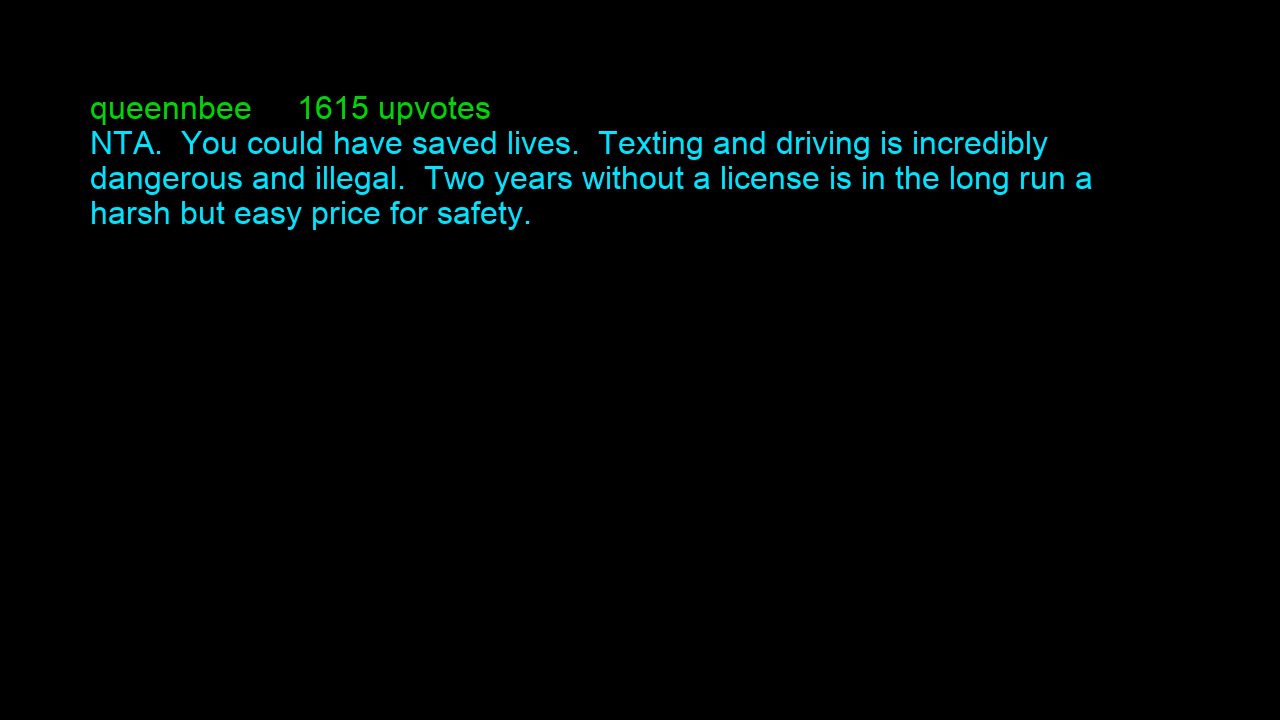 queennbee     1615 upvotes
NTA.  You could have saved lives.  Texting and driving is incredibly
dangerous and illegal.  Two years without a license is in the long run a
harsh but easy price for safety.